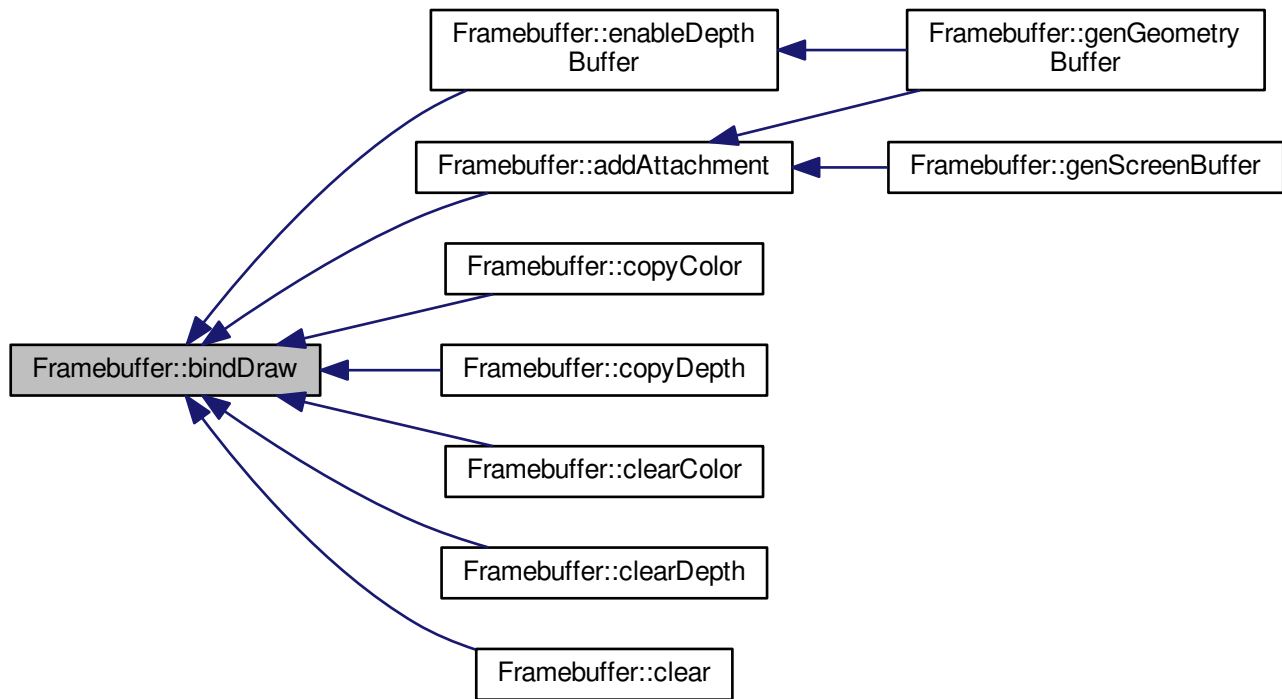 Framebuffer::enableDepth
Buffer
Framebuffer::genGeometry
Buffer
Framebuffer::addAttachment
Framebuffer::genScreenBuffer
Framebuffer::copyColor
Framebuffer::bindDraw
Framebuffer::copyDepth
Framebuffer::clearColor
Framebuffer::clearDepth
Framebuffer::clear